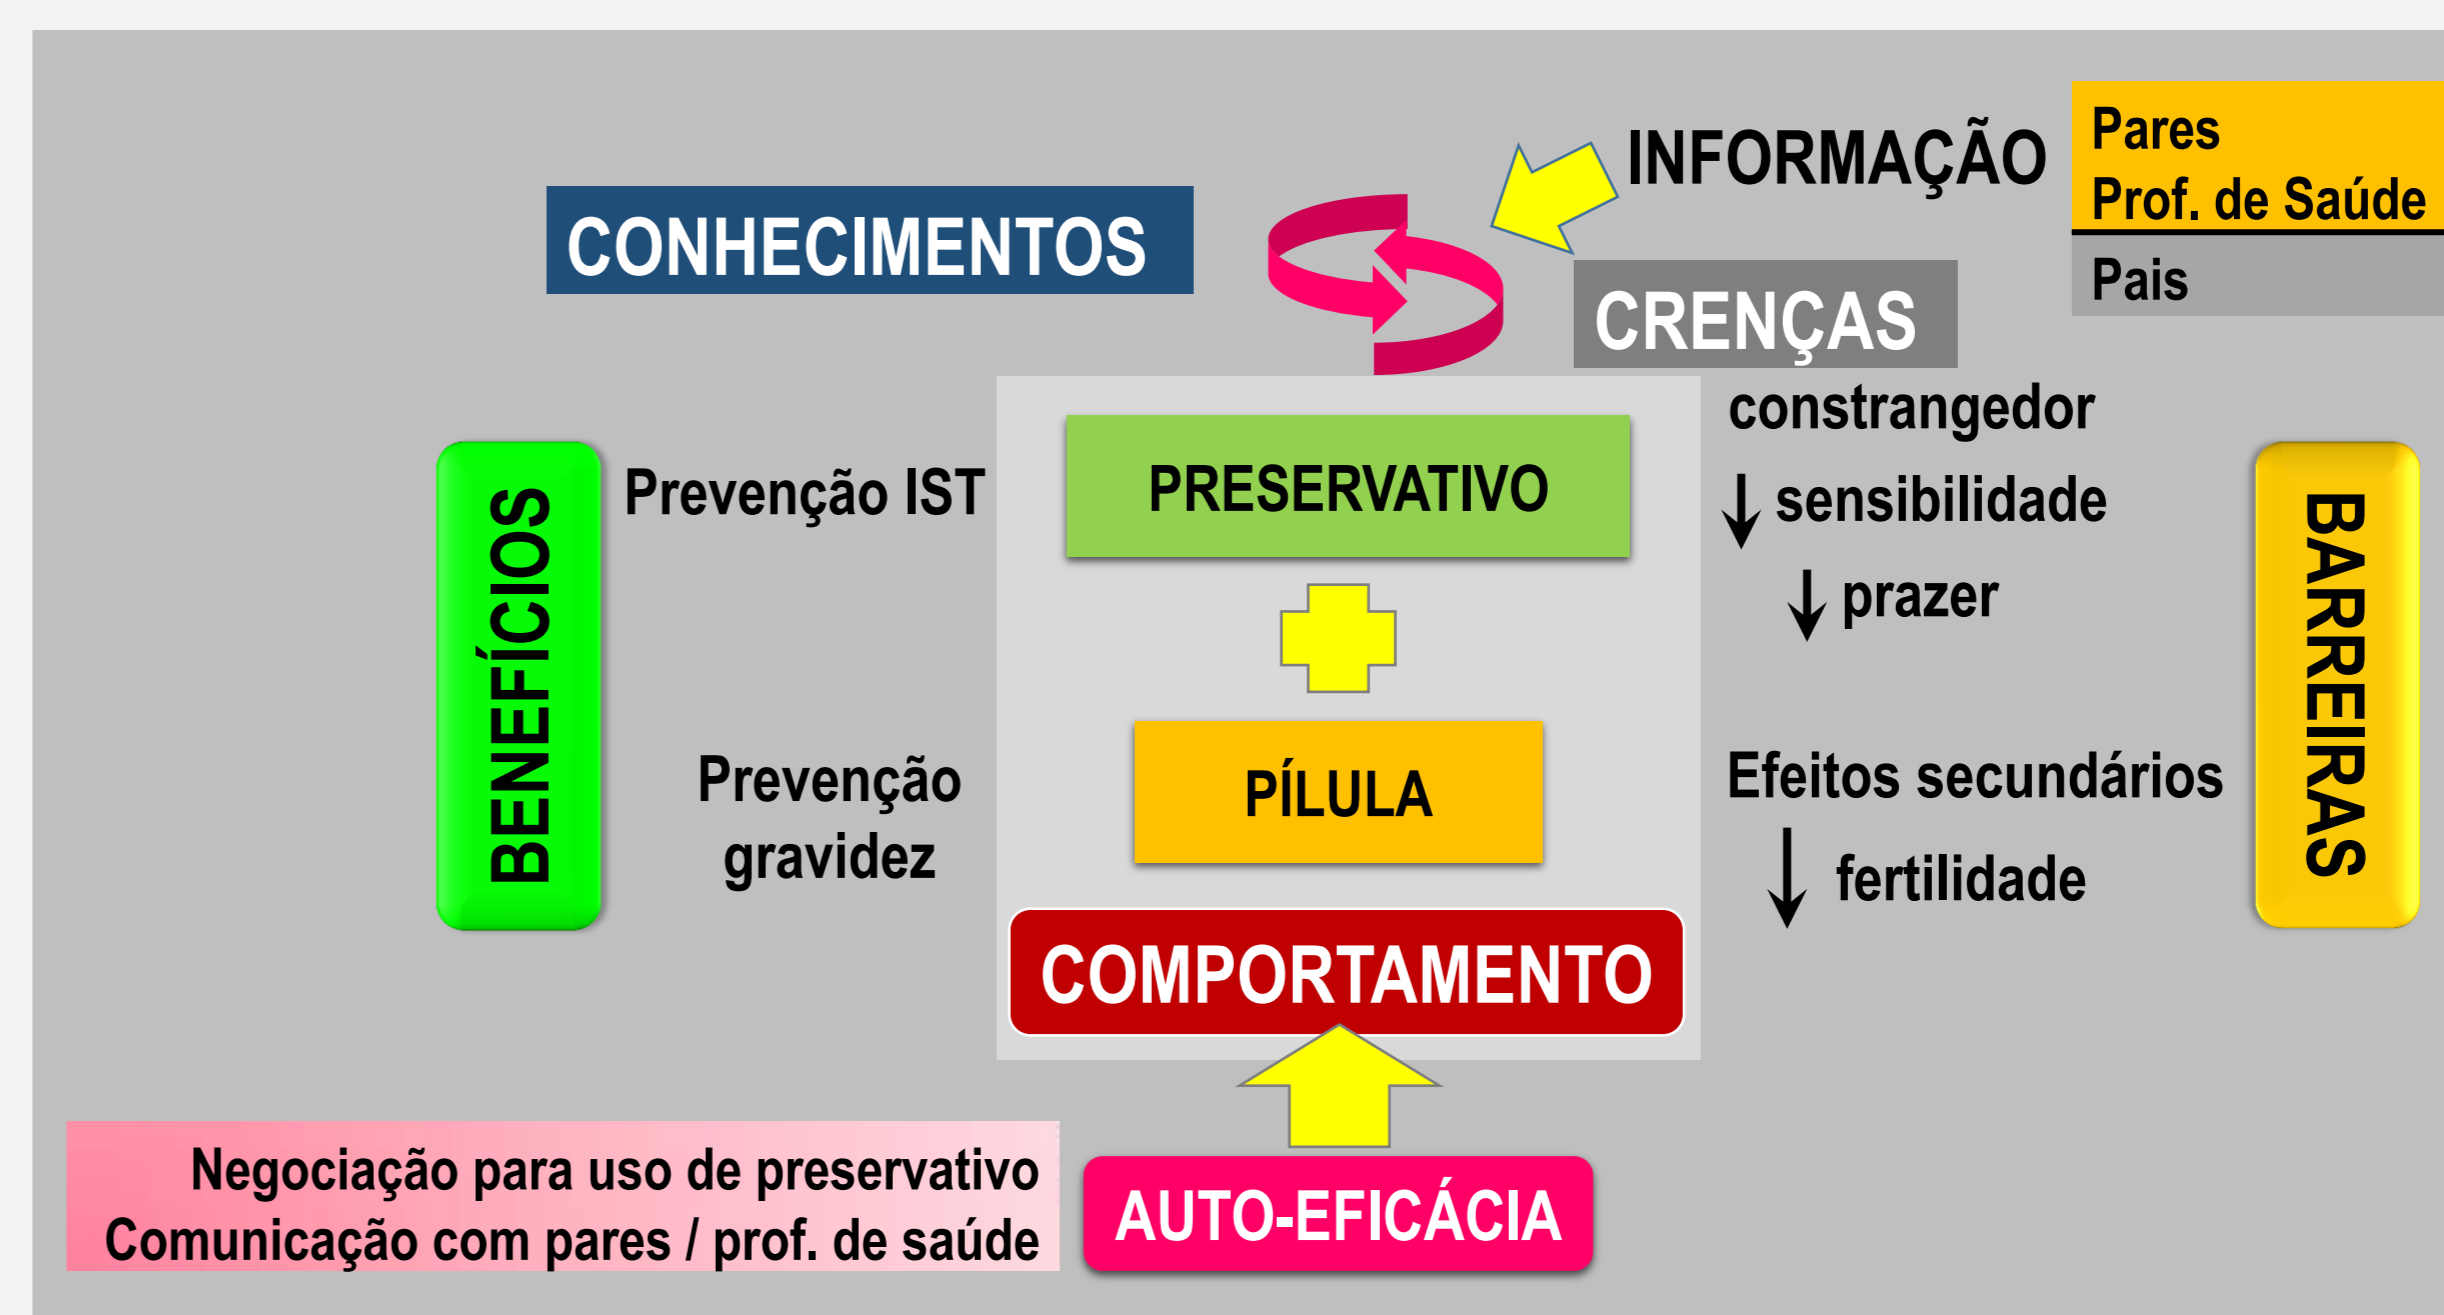 INFORMAÇÃO
Pares
Prof. de Saúde
Pais
CONHECIMENTOS
CRENÇAS
BENEFÍCIOS
Prevenção IST
Prevenção
gravidez
PRESERVATIVO
PÍLULA
COMPORTAMENTO
constrangedor
↓ sensibilidade
↓ prazer
Efeitos secundários
↓ fertilidade
BARREIRAS
Negociação para uso de preservativo
Comunicação com pares / prof. de saúde
AUTO-EFICÁCIA